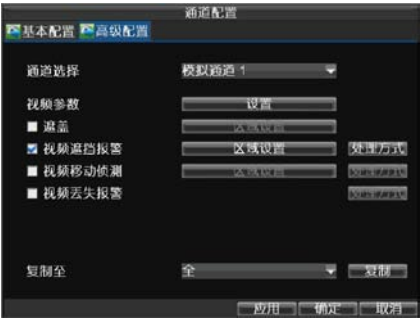 通道配置
基本配置 高级配置
通道选择 模拟通道 1
视频参数 设置
遮盖 区域设置
视频遮挡报警 区域设置 处理方式
视频移动侦测 区域设置 处理方式
视频丢失报警 处理方式
复制至 全 复制
应用 确定 取消